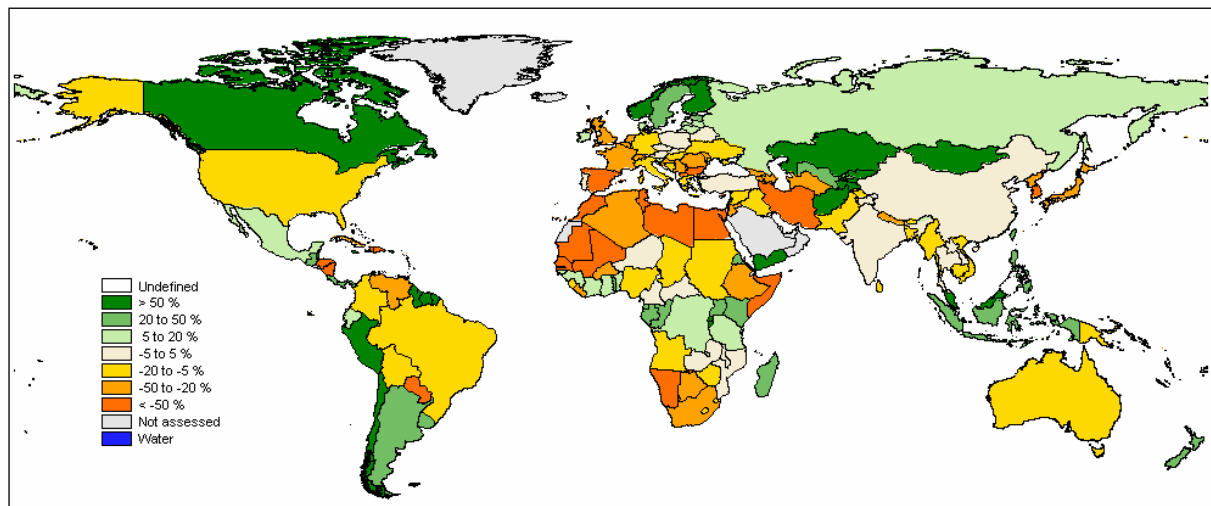 Undefined
> 50 %
20 to 50 %
5 to 20 %
-5 to 5 %
-20 to -5 %
-50 to -20 %
< -50 %
Not assessed
Water